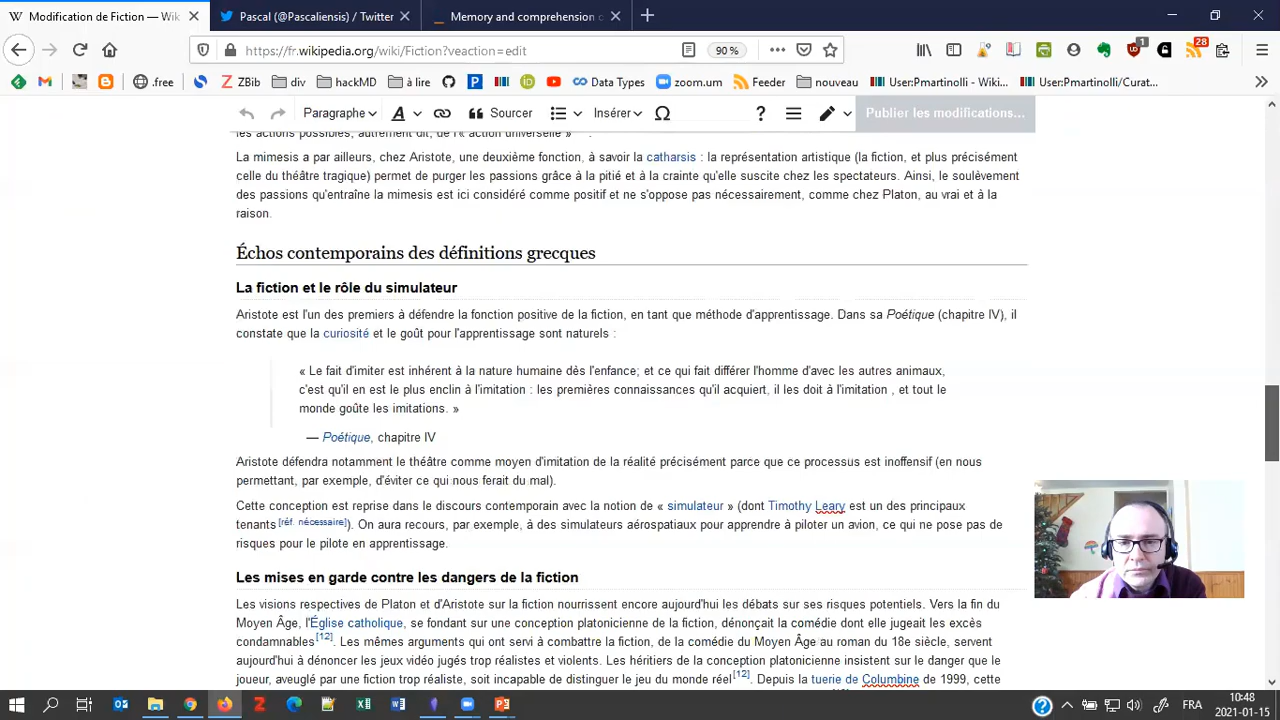 Modification de Fiction — Wik
Pascal (@Pascaliensis) / Twitter
Memory and comprehension o
https://fr.wikipedia.org/wiki/Fiction?veaction=edit
90 %
1
28
.free
ZBib
div
hackMD
à lire
Data Types
zoom.um
Feeder
nouveau
User:Pmartinolli - Wiki...
User:Pmartinolli/Curat...
Paragraphe
Sourcer
Insérer
Publier les modifications...
les actions possibles, autrement dit, de l'« action universelle » .
La mimesis a par ailleurs, chez Aristote, une deuxième fonction, à savoir la catharsis : la représentation artistique (la fiction, et plus précisément
celle du théâtre tragique) permet de purger les passions grâce à la pitié et à la crainte qu'elle suscite chez les spectateurs. Ainsi, le soulèvement
des passions qu'entraîne la mimesis est ici considéré comme positif et ne s'oppose pas nécessairement, comme chez Platon, au vrai et à la
raison.
Échos contemporains des définitions grecques
La fiction et le rôle du simulateur
Aristote est l'un des premiers à défendre la fonction positive de la fiction, en tant que méthode d'apprentissage. Dans sa Poétique (chapitre IV), il
constate que la curiosité et le goût pour l'apprentissage sont naturels :
« Le fait d'imiter est inhérent à la nature humaine dès l'enfance; et ce qui fait différer l'homme d'avec les autres animaux,
c'est qu'il en est le plus enclin à l'imitation : les premières connaissances qu'il acquiert, il les doit à l'imitation , et tout le
monde goûte les imitations. »
— Poétique, chapitre IV
Aristote défendra notamment le théâtre comme moyen d'imitation de la réalité précisément parce que ce processus est inoffensif (en nous
permettant, par exemple, d'éviter ce qui nous ferait du mal).
Cette conception est reprise dans le discours contemporain avec la notion de « simulateur » (dont Timothy Leary est un des principaux
tenants [réf. nécessaire]). On aura recours, par exemple, à des simulateurs aérospatiaux pour apprendre à piloter un avion, ce qui ne pose pas de
risques pour le pilote en apprentissage.
Les mises en garde contre les dangers de la fiction
Les visions respectives de Platon et d'Aristote sur la fiction nourrissent encore aujourd'hui les débats sur ses risques potentiels. Vers la fin du
Moyen Âge, l'Église catholique, se fondant sur une conception platonicienne de la fiction, dénonçait la comédie dont elle jugeait les excès
condamnables[12]. Les mêmes arguments qui ont servi à combattre la fiction, de la comédie du Moyen Âge au roman du 18e siècle, servent
aujourd'hui à dénoncer les jeux vidéo jugés trop réalistes et violents. Les héritiers de la conception platonicienne insistent sur le danger que le
joueur, aveuglé par une fiction trop réaliste, soit incapable de distinguer le jeu du monde réel[12]. Depuis la tuerie de Columbine de 1999, cette
FRA
10:48
2021-01-15